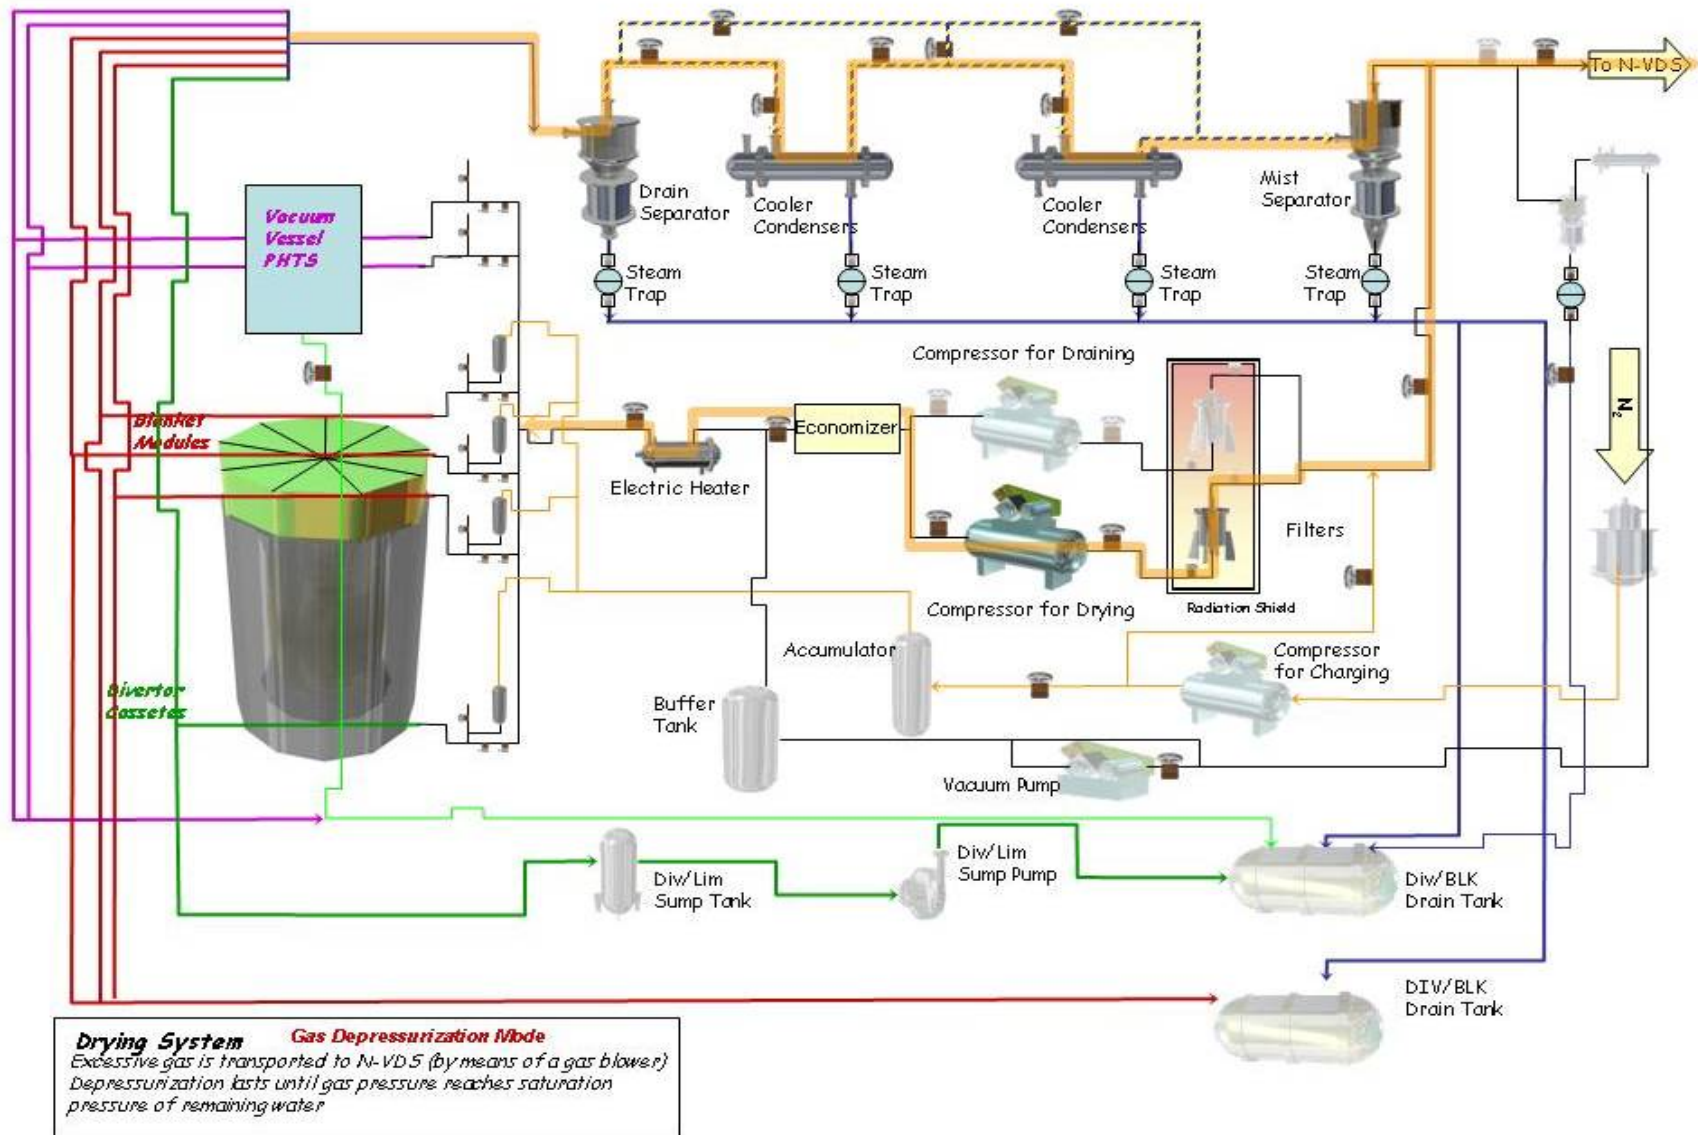 To N-VDS
Drain
Separator
Cooler
Condensers
Cooler
Condensers
Mist
Separator
Vacuum
Vessel
PHTS
Steam
Trap
Steam
Trap
Steam
Trap
Steam
Trap
Compressor for Draining
N2
Blanket
Modules
Economizer
Electric Heater
Filters
Compressor for Drying
Radiation Shield
Accumulator
Compressor
for Charging
Divertor
Cassetes
Buffer
Tank
Vacuum Pump
Div/Lim
Sump Tank
Div/Lim
Sump Pump
Div/BLK
Drain Tank
DIV/BLK
Drain Tank
Drying System Gas Depressurization Mode
Excessive gas is transported to N-VDS (by means of a gas blower)
Depressurization lasts until gas pressure reaches saturation
pressure of remaining water